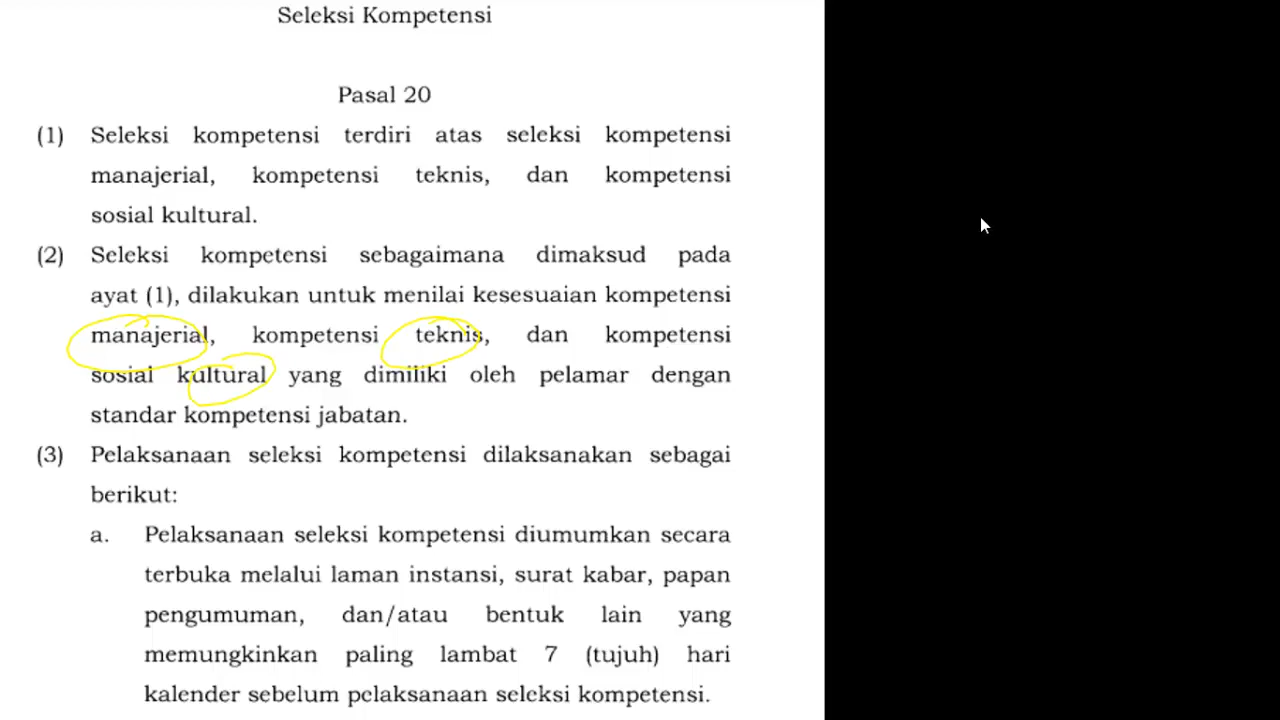 Seleksi Kompetensi
Pasal 20
(1) Seleksi kompetensi terdiri atas seleksi kompetensi
manajerial, kompetensi teknis, dan kompetensi
sosial kultural.
(2) Seleksi kompetensi sebagaimana dimaksud pada
ayat (1), dilakukan untuk menilai kesesuaian kompetensi
manajerial, kompetensi teknis, dan kompetensi
sosial kultural yang dimiliki oleh pelamar dengan
standar kompetensi jabatan.
(3) Pelaksanaan seleksi kompetensi dilaksanakan sebagai
berikut:
a. Pelaksanaan seleksi kompetensi diumumkan secara
terbuka melalui laman instansi, surat kabar, papan
pengumuman, dan/atau bentuk lain yang
memungkinkan paling lambat 7 (tujuh) hari
kalender sebelum pelaksanaan seleksi kompetensi.